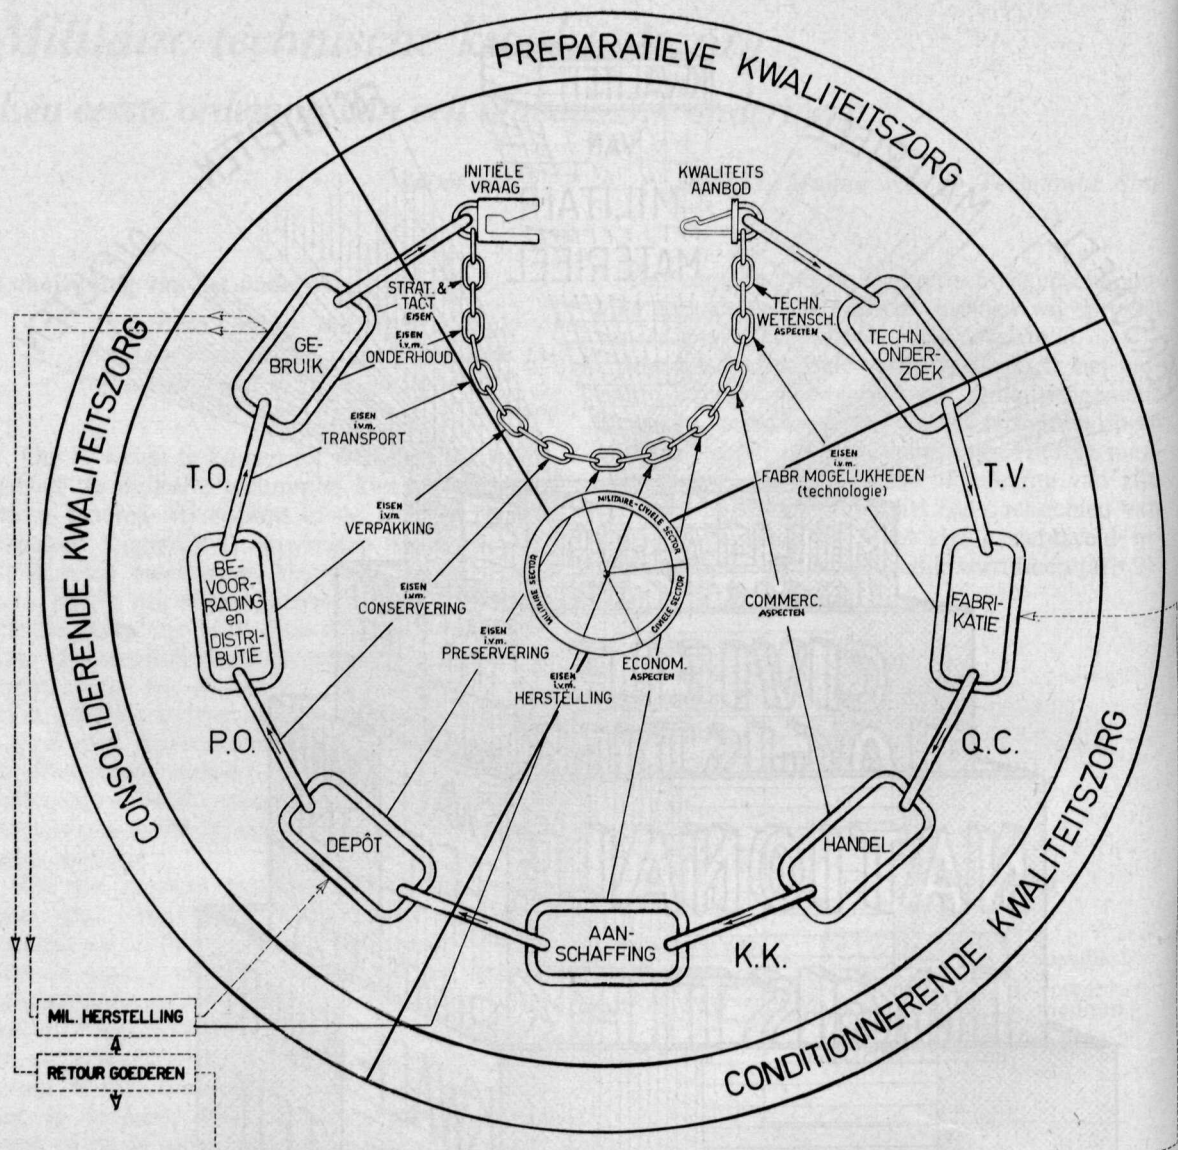 PREPARATIEVE KWALITEITSZORG
INITIËLE
VRAAG
KWALITEITS
AANBOD
STRAT. &
TACT.
EISEN
TECHN.
WETENSCH.
ASPECTEN
GE-
BRUIK
EISEN
i.v.m.
ONDERHOUD
TECHN.
ONDER-
ZOEK
CONSOLIDERENDE KWALITEITSZORG
EISEN
i.v.m.
TRANSPORT
EISEN
i.v.m.
FABR. MOGELIJKHEDEN
(technologie)
T.O.
T.V.
EISEN
i.v.m.
VERPAKKING
MILITAIRE-CIVIELE SECTOR
MILITAIRE SECTOR
CIVIELE SECTOR
BE-
VOOR-
RADING
en
DISTRI-
BUTIE
EISEN
i.v.m.
CONSERVERING
COMMERC.
ASPECTEN
FABRI-
KATIE
EISEN
i.v.m.
PRESERVERING
ECONOM.
ASPECTEN
EISEN
i.v.m.
HERSTELLING
P.O.
Q.C.
DEPÔT
HANDEL
AAN-
SCHAFFING
K.K.
CONDITIONNERENDE KWALITEITSZORG
MIL. HERSTELLING
RETOUR GOEDEREN